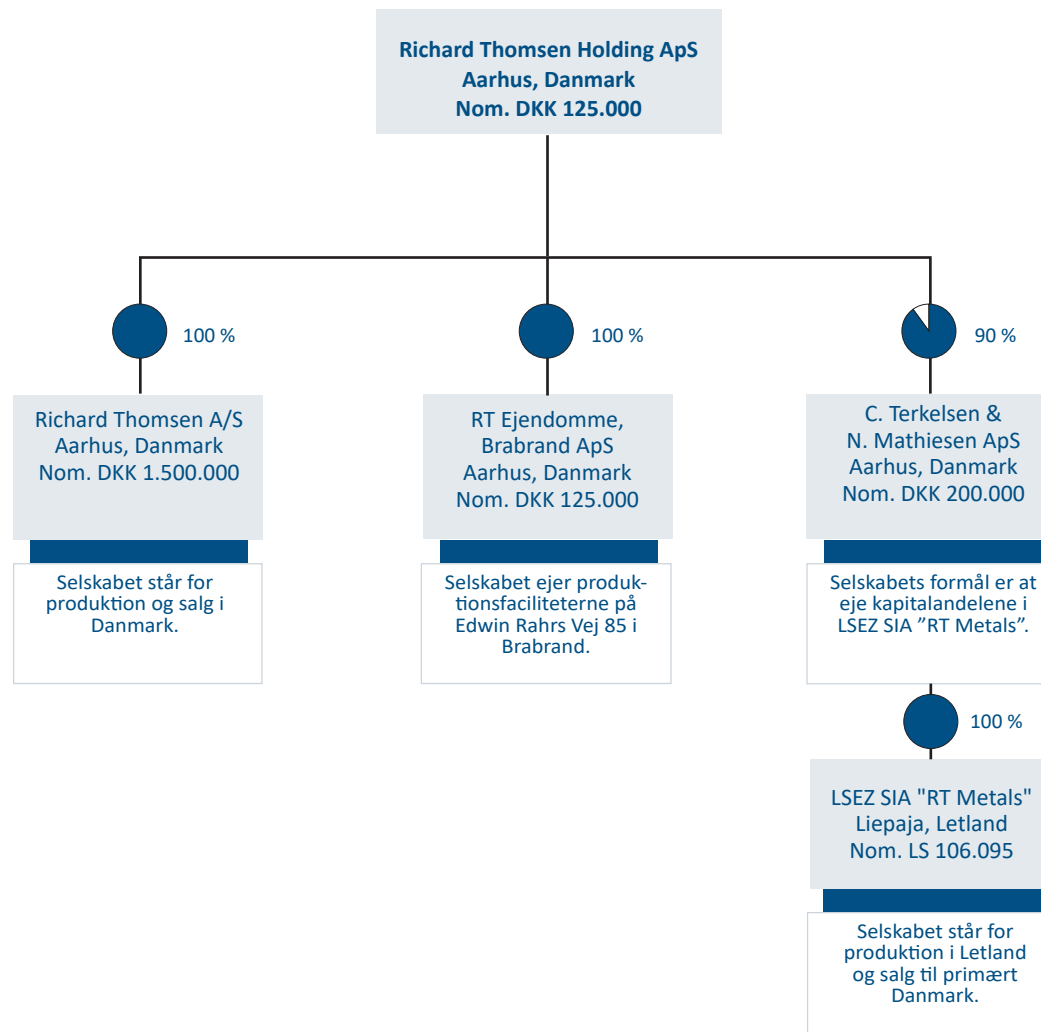 Richard Thomsen Holding ApS
Aarhus, Danmark
Nom. DKK 125.000
100 %
100 %
90 %
Richard Thomsen A/S
Aarhus, Danmark
Nom. DKK 1.500.000
RT Ejendomme,
Brabrand ApS
Aarhus, Danmark
Nom. DKK 125.000
C. Terkelsen &
N. Mathiesen ApS
Aarhus, Danmark
Nom. DKK 200.000
Selskabet står for
produktion og salg i
Danmark.
Selskabet ejer produk-
tionsfaciliteterne på
Edwin Rahrs Vej 85 i
Brabrand.
Selskabets formål er at
eje kapitalandelene i
LSEZ SIA ”RT Metals”.
100 %
LSEZ SIA "RT Metals"
Liepaja, Letland
Nom. LS 106.095
Selskabet står for
produktion i Letland
og salg til primært
Danmark.